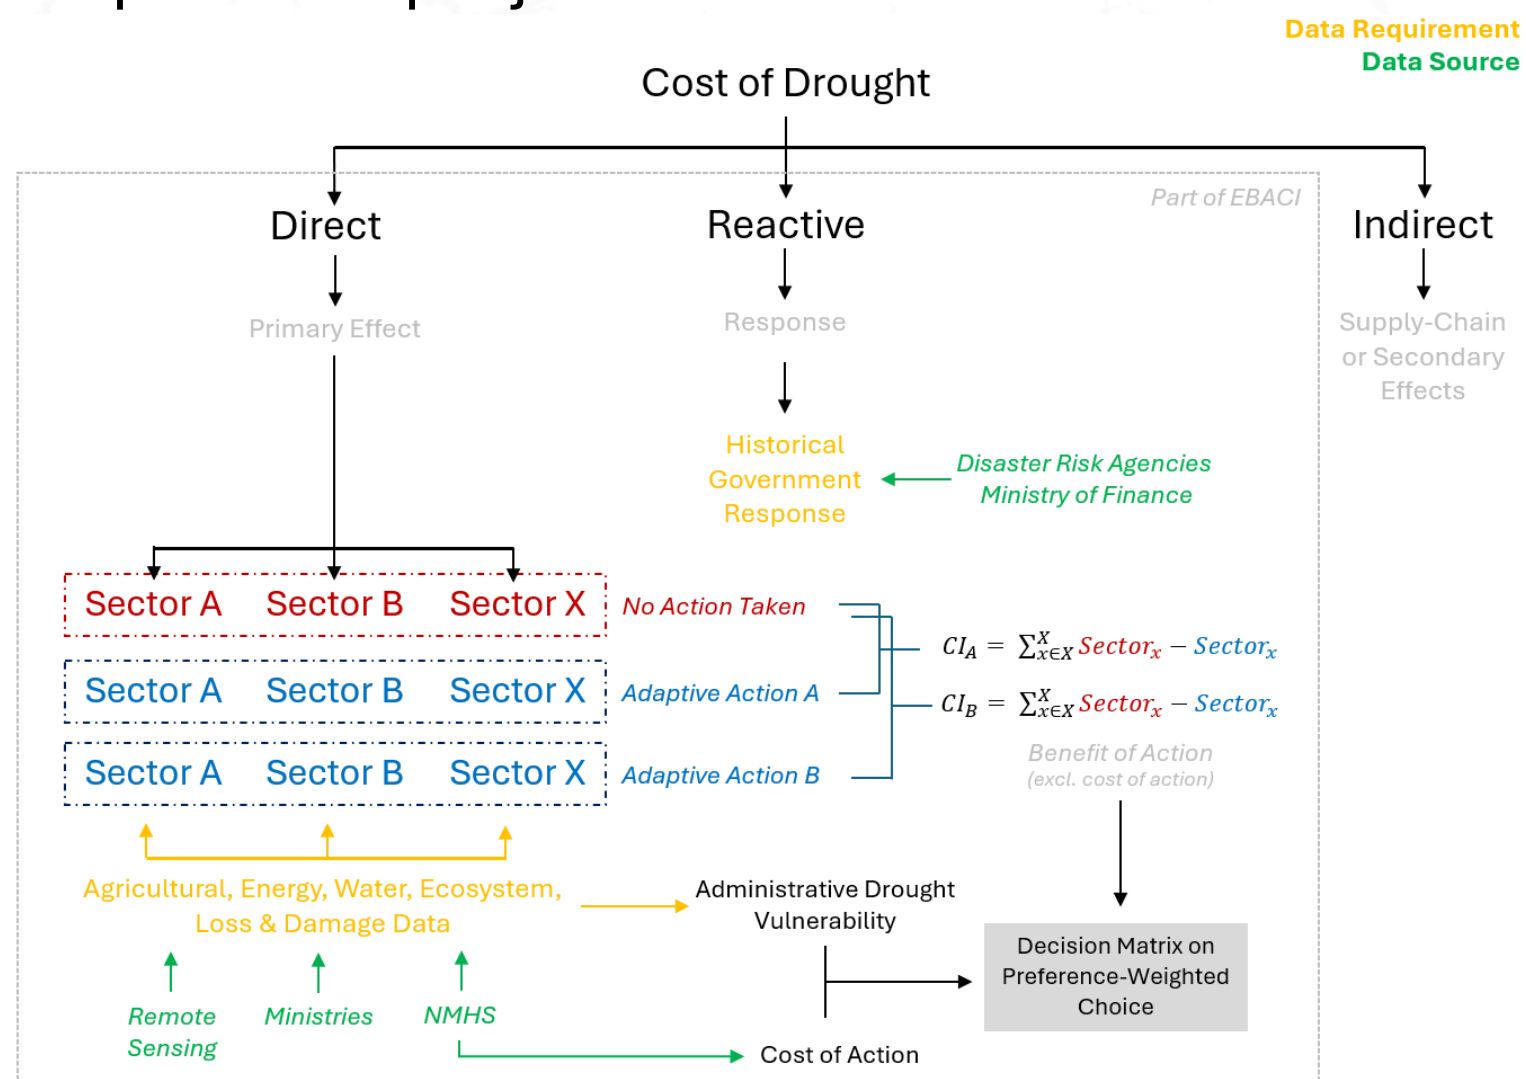 Data Requirement
Data Source
Cost of Drought
Part of EBACI
Direct
Reactive
Indirect
Primary Effect
Response
Supply-Chain
or Secondary
Effects
Historical
Government
Response
Disaster Risk Agencies
Ministry of Finance
Sector A Sector B Sector X No Action Taken
CI_A = ∑_{x∈X}^{X} Sector_x − Sector_x
Sector A Sector B Sector X Adaptive Action A
CI_B = ∑_{x∈X}^{X} Sector_x − Sector_x
Benefit of Action
(excl. cost of action)
Sector A Sector B Sector X Adaptive Action B
Agricultural, Energy, Water, Ecosystem,
Loss & Damage Data
Administrative Drought
Vulnerability
Decision Matrix on
Preference-Weighted
Choice
Remote
Sensing
Ministries
NMHS
Cost of Action